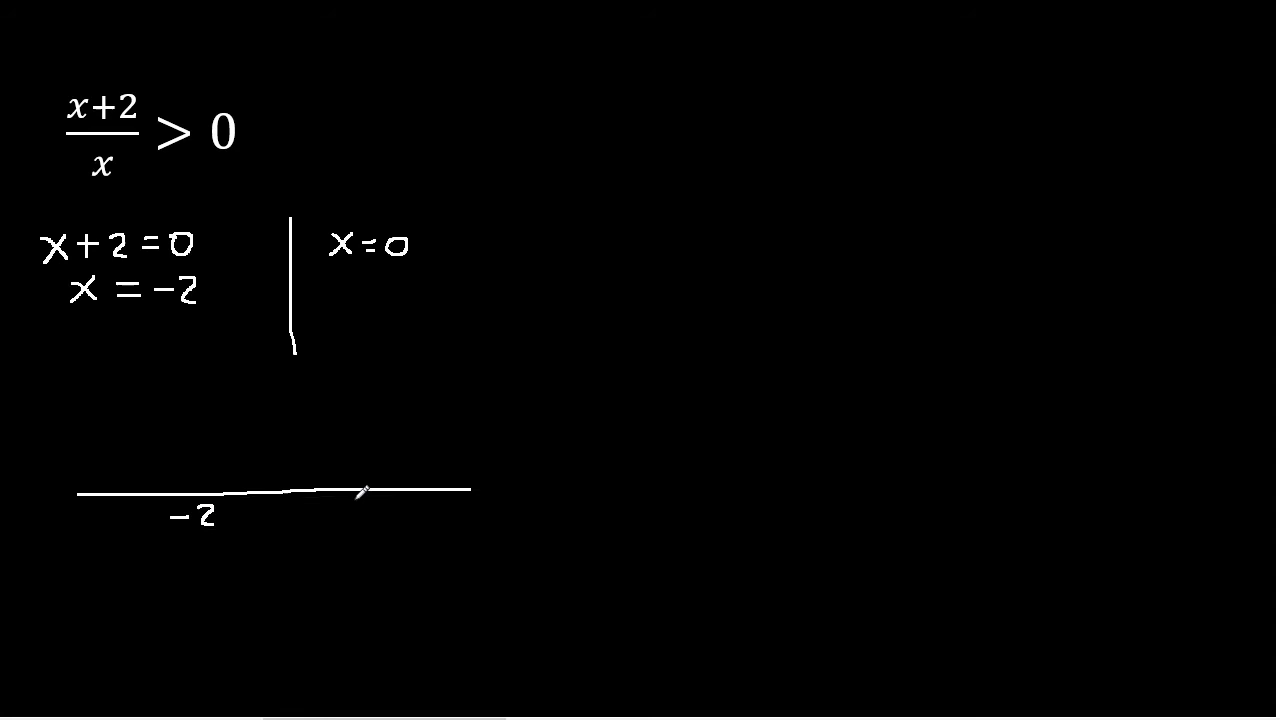 x+2
x
> 0
x+2=0
x = -2
x=0
-2